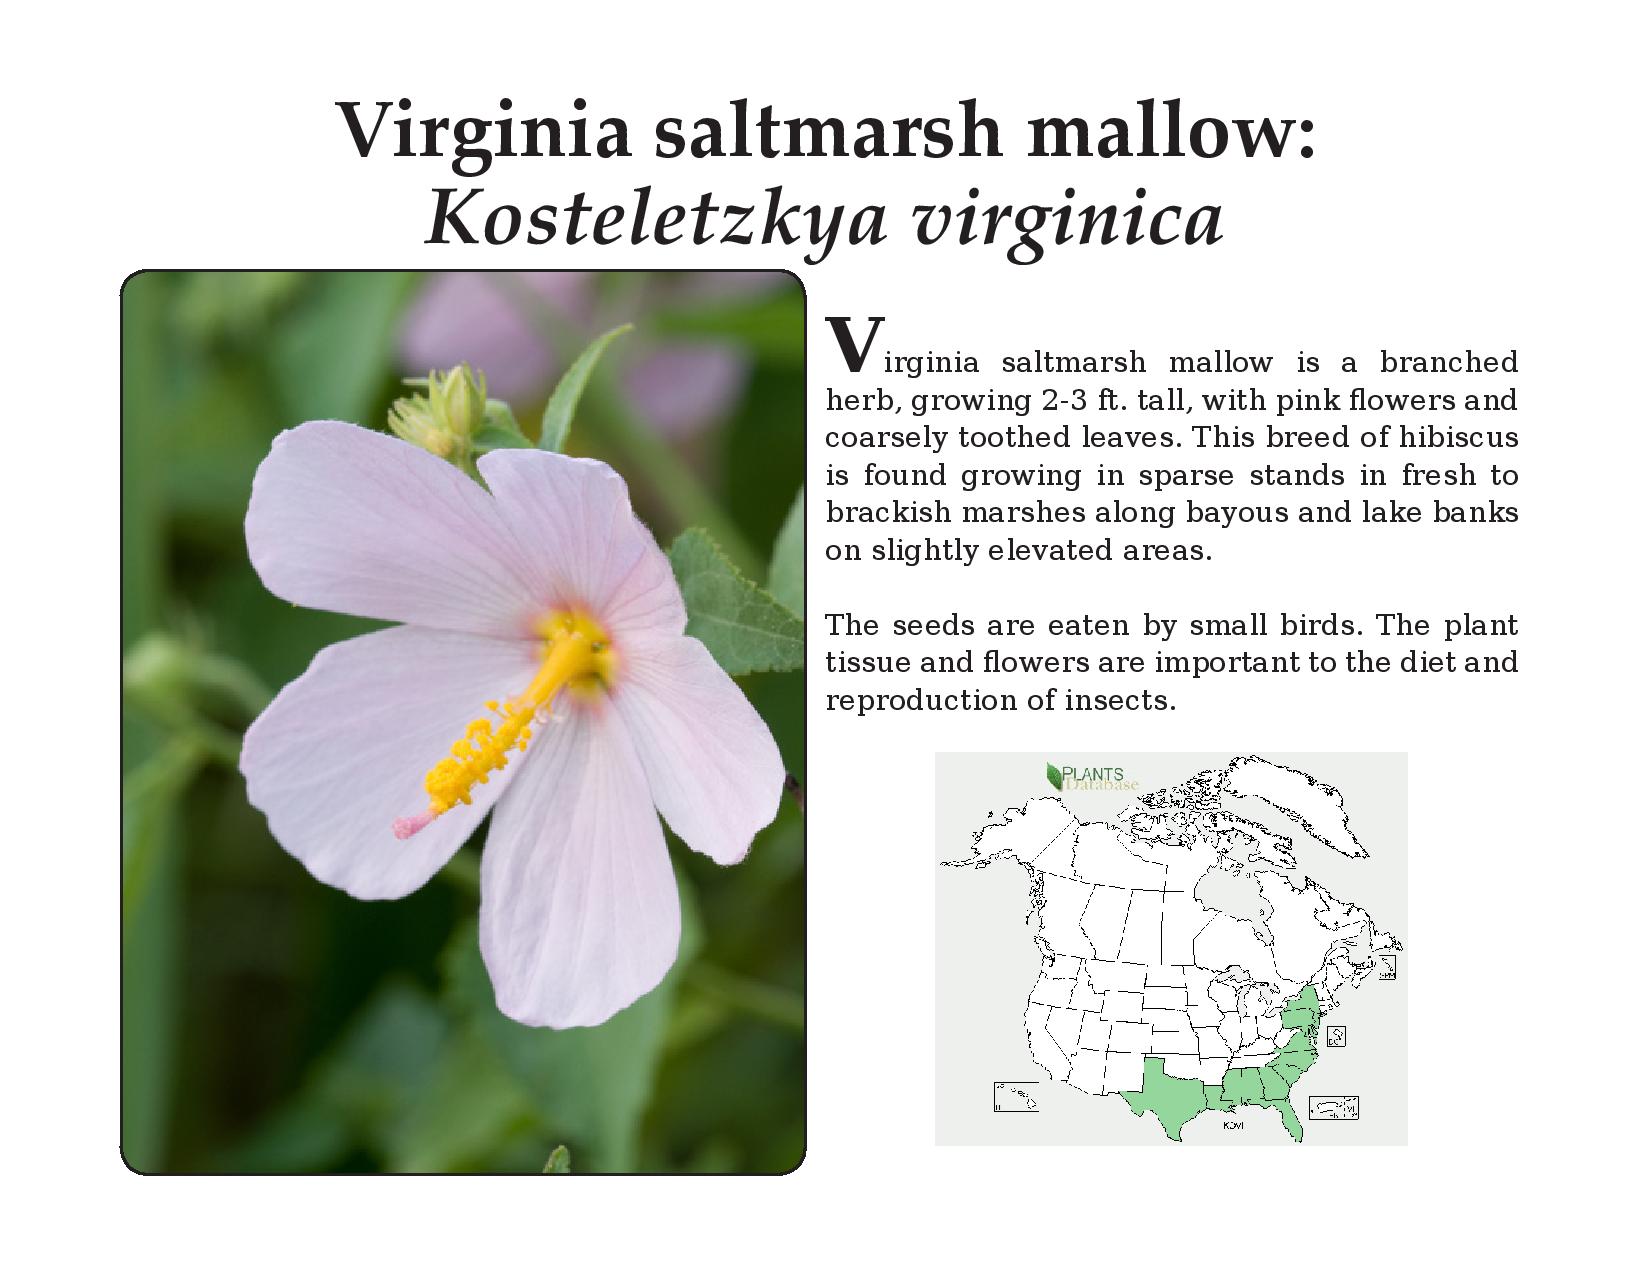 Virginia saltmarsh mallow:
Kosteletzkya virginica
Virginia saltmarsh mallow is a branched
herb, growing 2-3 ft. tall, with pink flowers and
coarsely toothed leaves. This breed of hibiscus
is found growing in sparse stands in fresh to
brackish marshes along bayous and lake banks
on slightly elevated areas.
The seeds are eaten by small birds. The plant
tissue and flowers are important to the diet and
reproduction of insects.
PLANTS
Database
KOVI